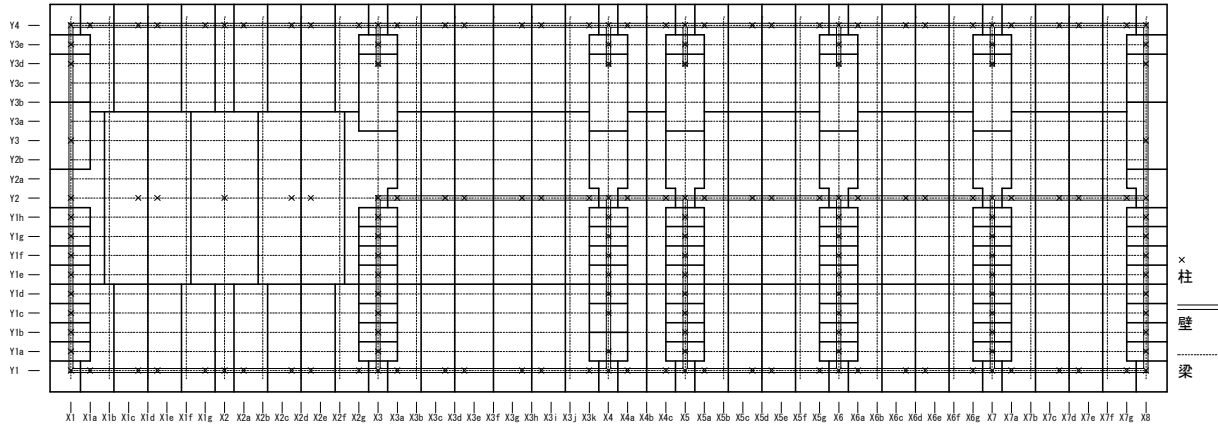 Y4
Y3e
Y3d
Y3c
Y3b
Y3a
Y3
Y2b
Y2a
Y2
Y1h
Y1g
Y1f
Y1e
Y1d
Y1c
Y1b
Y1a
Y1
×
柱
壁
梁
X1 X1a X1b X1c X1d X1e X1f X1g X2 X2a X2b X2c X2d X2e X2f X2g X3 X3a X3b X3c X3d X3e X3f X3g X3h X3i X3j X3k X4 X4a X4b X4c X5 X5a X5b X5c X5d X5e X5f X5g X6 X6a X6b X6c X6d X6e X6f X6g X7 X7a X7b X7c X7d X7e X7f X7g X8